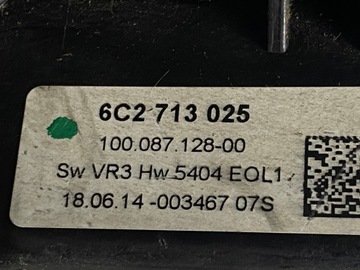 6C2 713 025
100.087.128-00
Sw VR3 Hw 5404 EOL1
18.06.14 -003467 07S